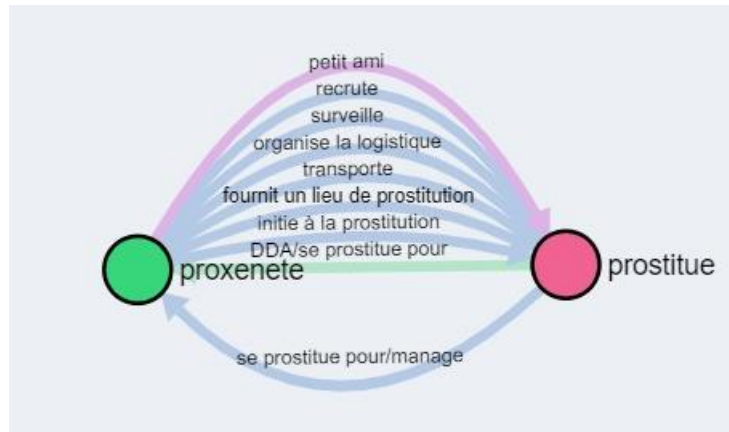 petit ami
recrute
surveille
organise la logistique
transporte
fournit un lieu de prostitution
initie à la prostitution
DDA/se prostitue pour
proxenete
prostitue
se prostitue pour/manage